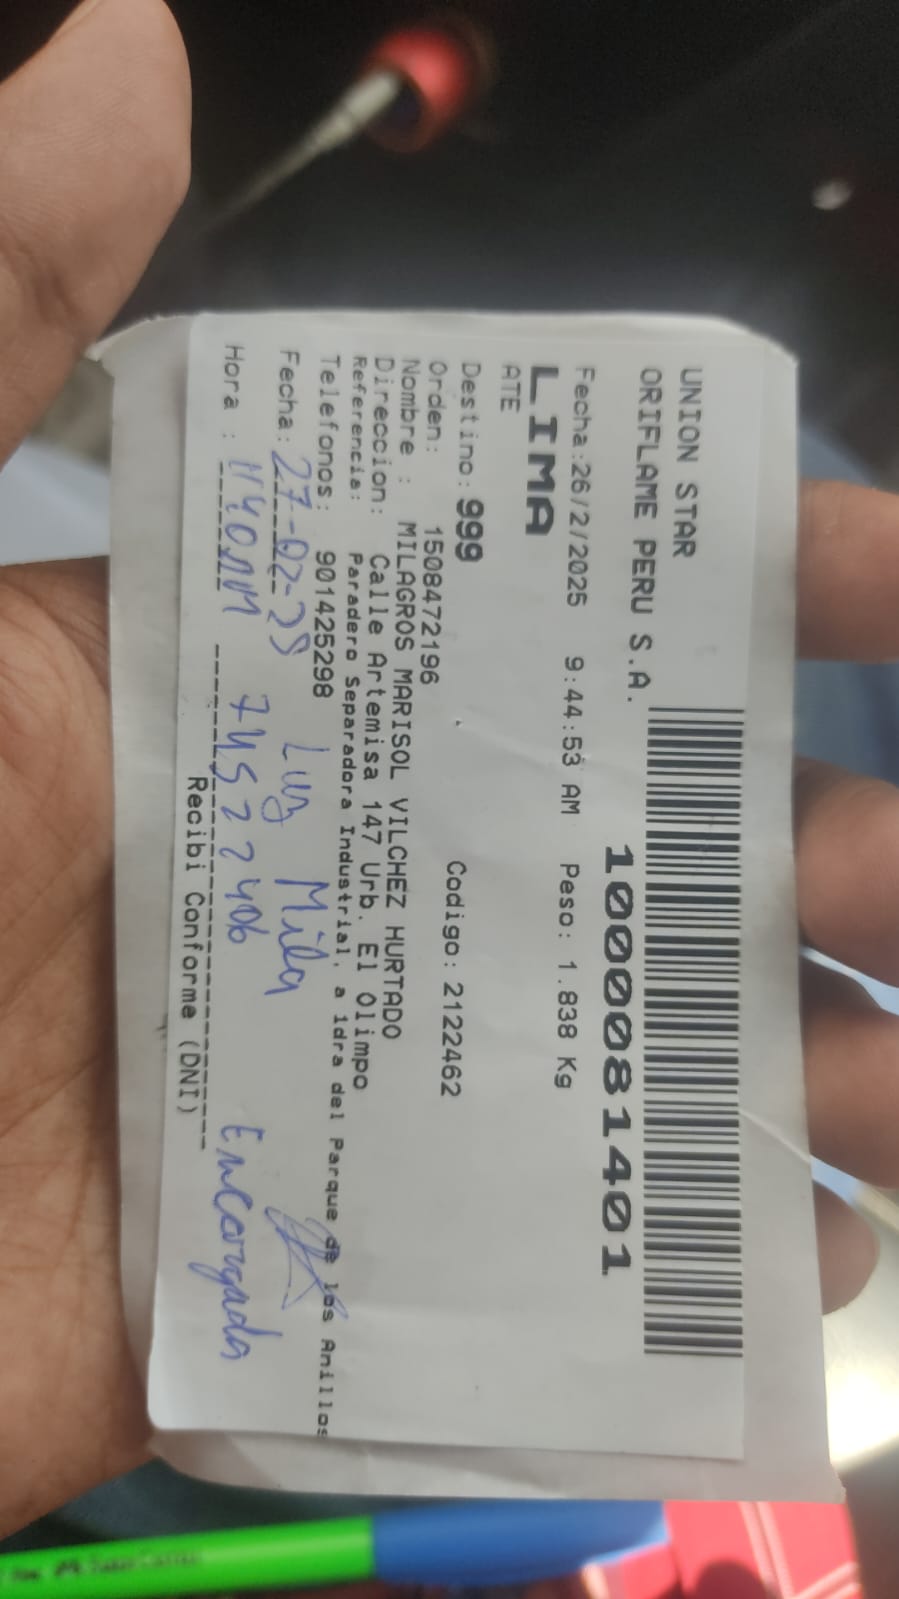 UNION STAR
ORIFLAME PERU S.A.
1000081401
Fecha:26/2/2025 9:44:53 AM Peso: 1.838 Kg
LIMA
ATE
Destino: 999 Codigo: 2122462
Orden: 1508472196
Nombre : MILAGROS MARISOL VILCHEZ HURTADO
Direccion: Calle Artemisa 147 Urb. El Olimpo
Referencia: Paradero Separadora Industrial, a 1dra del Parque de los Anillos
Telefonos: 901425298
Fecha: 27-02-25 Luz Mila
Hora : 1140AM 74522406 Encargada
Recibi Conforme (DNI)